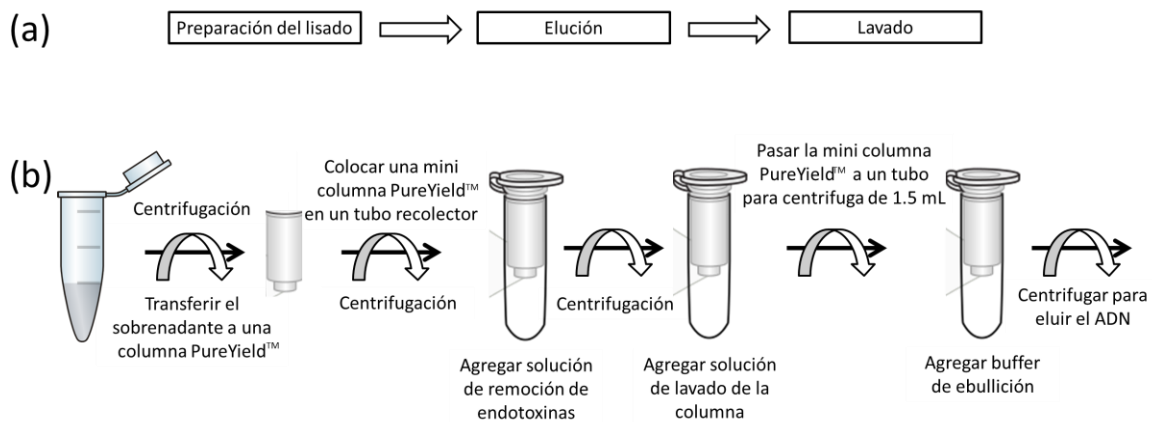 (a)
Preparación del lisado
Elución
Lavado
(b)
Centrifugación
Transferir el
sobrenadante a una
columna PureYield™
Colocar una mini
columna PureYield™
en un tubo recolector
Centrifugación
Agregar solución
de remoción de
endotoxinas
Centrifugación
Agregar solución
de lavado de la
columna
Pasar la mini columna
PureYield™ a un tubo
para centrifuga de 1.5 mL
Agregar buffer
de ebullición
Centrifugar para
eluir el ADN